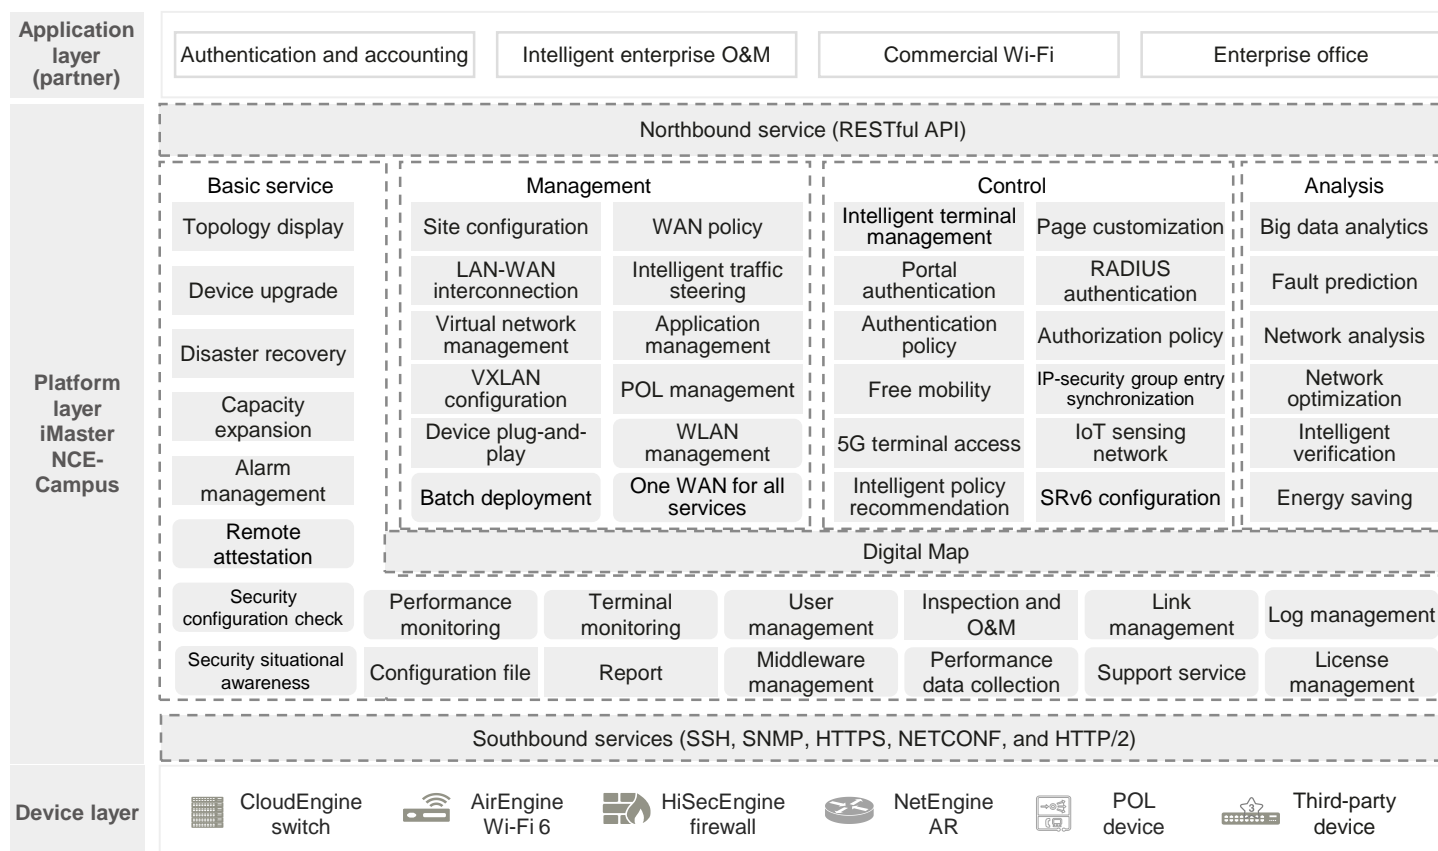 Application
layer
(partner)
Authentication and accounting
Intelligent enterprise O&M
Commercial Wi-Fi
Enterprise office
Platform
layer
iMaster
NCE-
Campus
Northbound service (RESTful API)
Basic service
Topology display
Device upgrade
Disaster recovery
Capacity
expansion
Alarm
management
Remote
attestation
Security
configuration check
Security situational
awareness
Management
Site configuration
WAN policy
LAN-WAN
interconnection
Intelligent traffic
steering
Virtual network
management
Application
management
VXLAN
configuration
POL management
Device plug-and-
play
WLAN
management
Batch deployment
One WAN for all
services
Control
Intelligent terminal
management
Page customization
Portal
authentication
RADIUS
authentication
Authentication
policy
Authorization policy
Free mobility
IP-security group entry
synchronization
5G terminal access
IoT sensing
network
Intelligent policy
recommendation
SRv6 configuration
Analysis
Big data analytics
Fault prediction
Network analysis
Network
optimization
Intelligent
verification
Energy saving
Digital Map
Performance
monitoring
Terminal
monitoring
User
management
Inspection and
O&M
Link
management
Log management
Configuration file
Report
Middleware
management
Performance
data collection
Support service
License
management
Southbound services (SSH, SNMP, HTTPS, NETCONF, and HTTP/2)
Device layer
CloudEngine
switch
AirEngine
Wi-Fi 6
HiSecEngine
firewall
NetEngine
AR
POL
device
3
Third-party
device